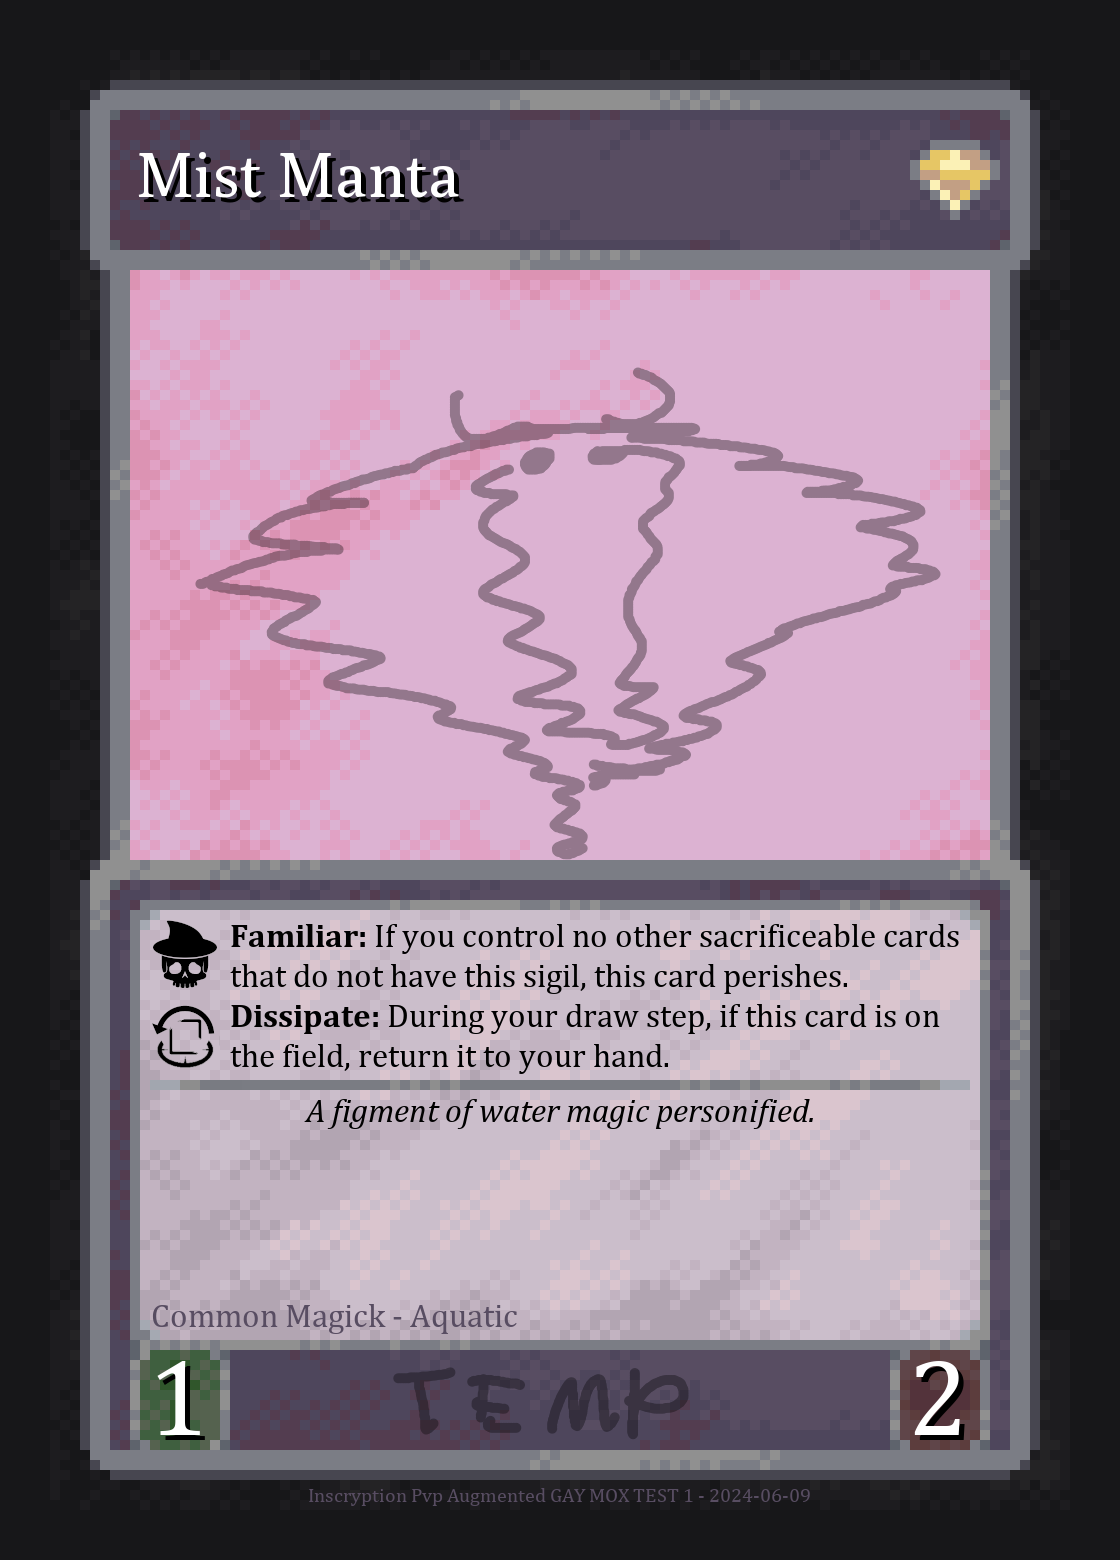 Mist Manta
Familiar: If you control no other sacrificeable cards
that do not have this sigil, this card perishes.
Dissipate: During your draw step, if this card is on
the field, return it to your hand.
A figment of water magic personified.
Common Magick - Aquatic
1 TEMP 2
Inscryption Pvp Augmented GAY MOX TEST 1 - 2024-06-09